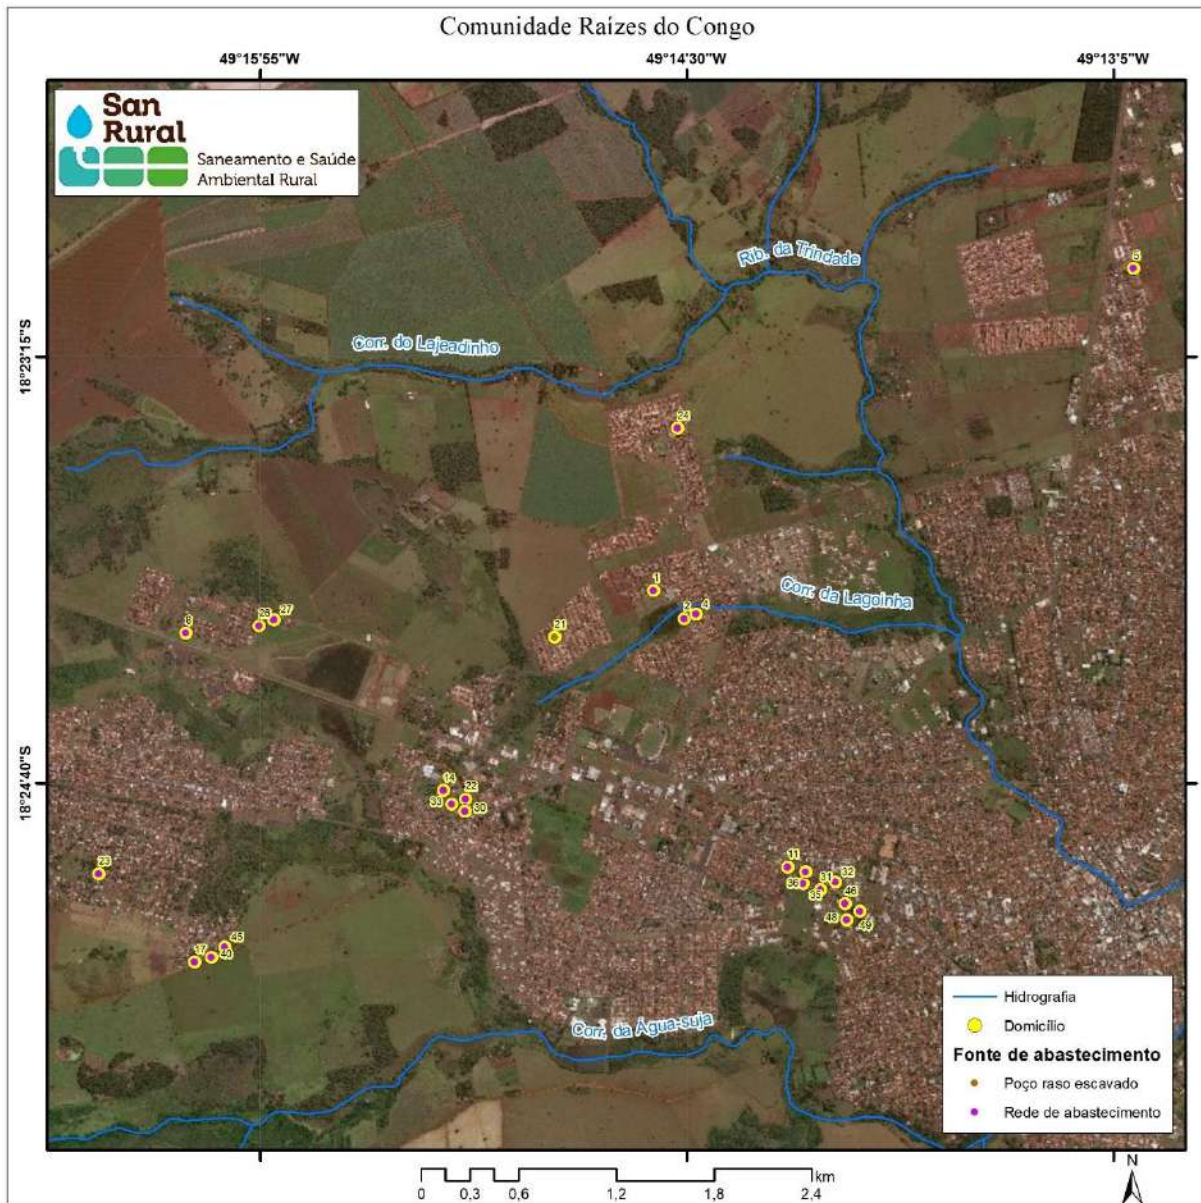 Comunidade Raízes do Congo
49°15'55"W
49°14'30"W
49°13'5"W
San
Rural
Saneamento e Saúde
Ambiental Rural
Rib. da Trindade
5
18°23'15"S
Corr. do Lajeadinho
24
1
Corr. da Lagoinha
2
4
27
8
21
18°24'40"S
14
22
33
30
11
23
31
32
36
35
46
48
49
45
17
40
Corr. da Água-suja
Hidrografia
Domicílio
Fonte de abastecimento
Poço raso escavado
Rede de abastecimento
N
km
0
0,3
0,6
1,2
1,8
2,4